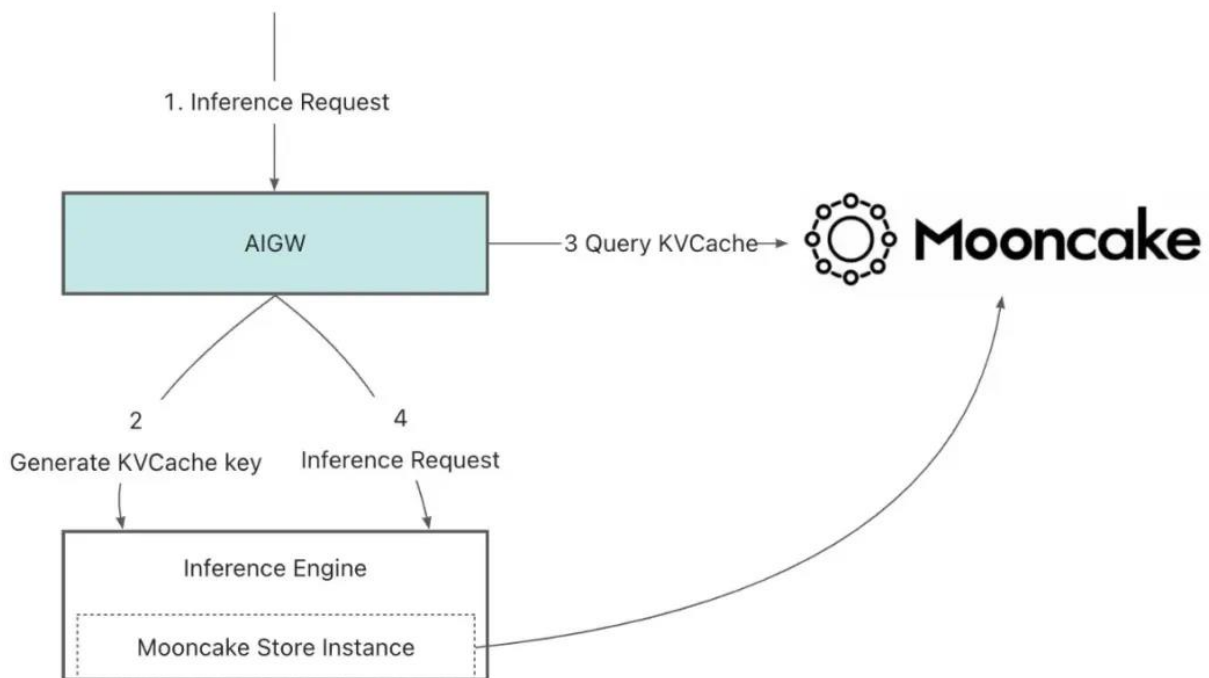 1. Inference Request
AIGW
3 Query KVCache
Mooncake
2
4
Generate KVCache key
Inference Request
Inference Engine
Mooncake Store Instance